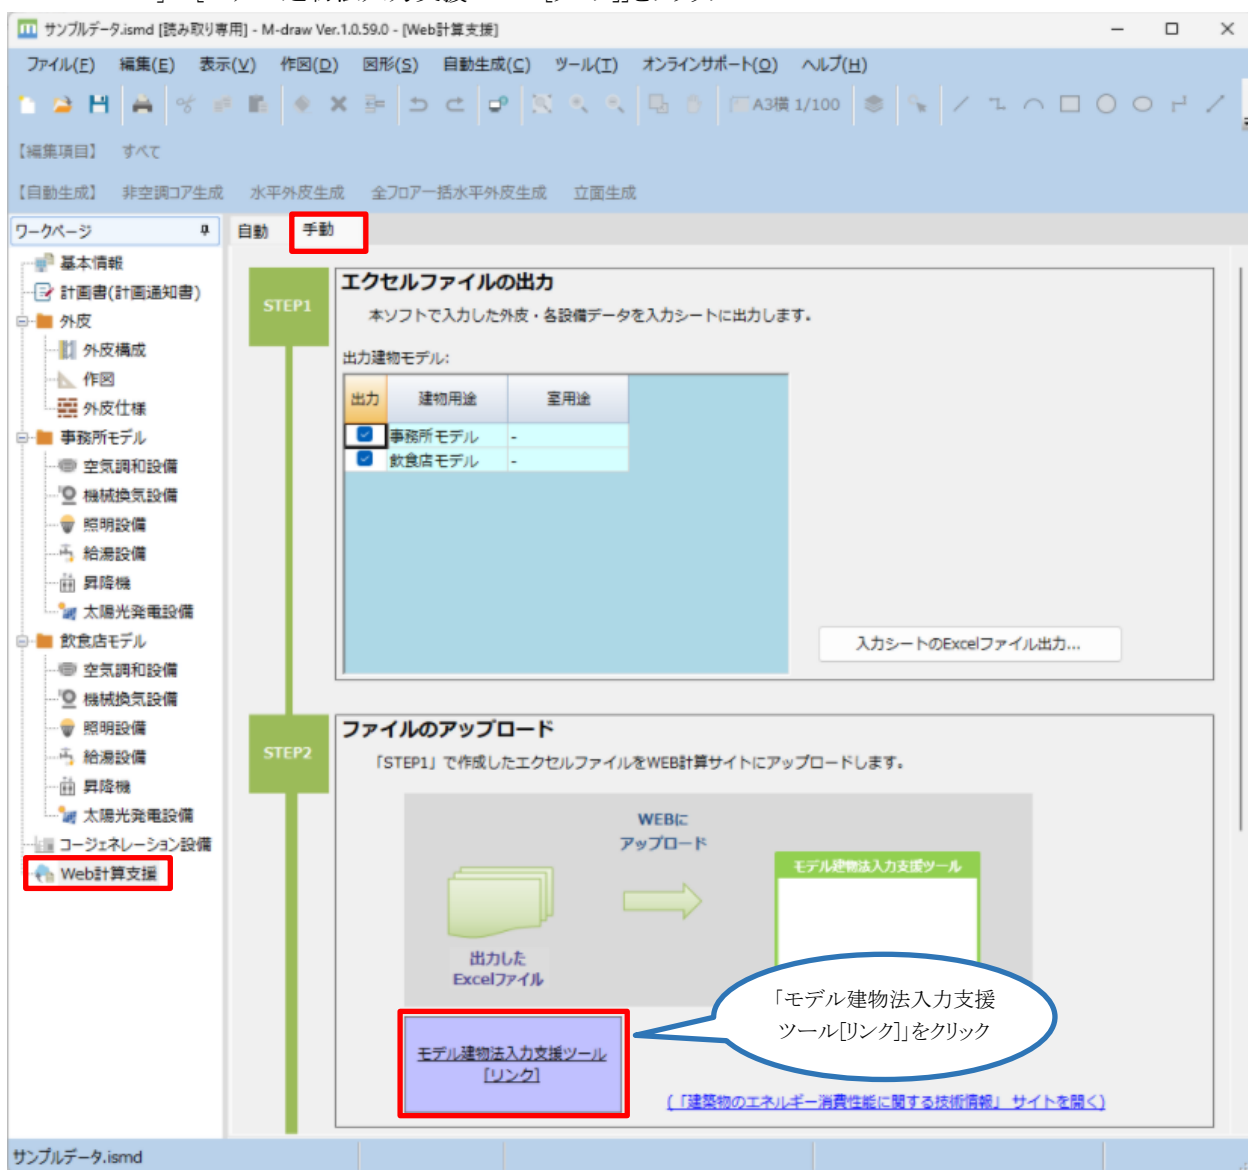 サンプルデータ.ismd [読み取り専用] - M-draw Ver.1.0.59.0 - [Web計算支援]
ファイル(F) 編集(E) 表示(V) 作図(D) 図形(S) 自動生成(C) ツール(T) オンラインサポート(O) ヘルプ(H)
A3横 1/100
【編集項目】 すべて
【自動生成】 非空調コア生成 水平外皮生成 全フロア一括水平外皮生成 立面生成
ワークページ
自動 手動
基本情報
計画書(計画通知書)
外皮
外皮構成
作図
外皮仕様
事務所モデル
空気調和設備
機械換気設備
照明設備
給湯設備
昇降機
太陽光発電設備
飲食店モデル
空気調和設備
機械換気設備
照明設備
給湯設備
昇降機
太陽光発電設備
コージェネレーション設備
Web計算支援
STEP1
エクセルファイルの出力
本ソフトで入力した外皮・各設備データを入力シートに出力します。
出力建物モデル:
出力 建物用途 室用途
事務所モデル -
飲食店モデル -
入力シートのExcelファイル出力...
STEP2
ファイルのアップロード
「STEP1」で作成したエクセルファイルをWEB計算サイトにアップロードします。
WEBに
アップロード
モデル建物法入力支援ツール
出力した
Excelファイル
「モデル建物法入力支援
ツール[リンク]」をクリック
モデル建物法入力支援ツール
[リンク]
(「建築物のエネルギー消費性能に関する技術情報」 サイトを開く)
サンプルデータ.ismd